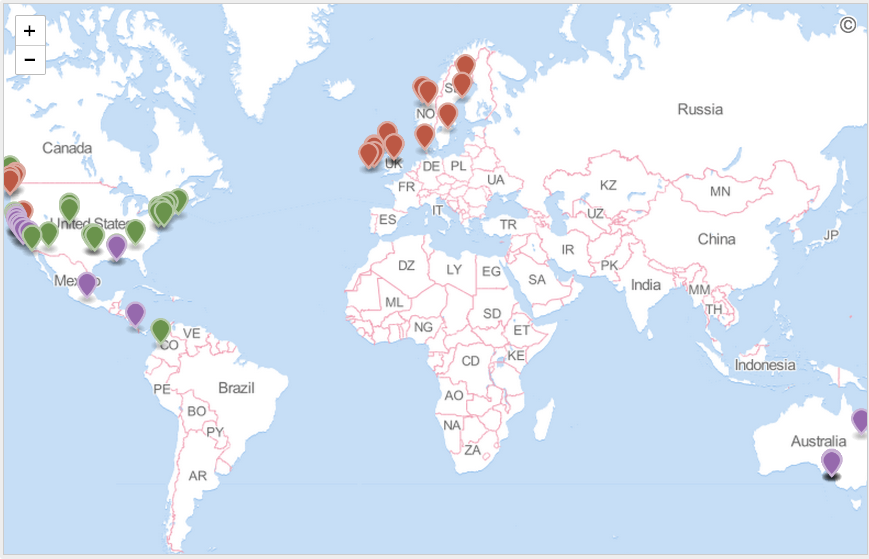 +
−
©
Russia
Canada
S
NO
UK
DE
PL
UA
FR
KZ
MN
IT
ES
UZ
United States
TR
China
JP
IR
PK
DZ
LY
EG
SA
India
Mexico
MM
ML
TH
SD
NG
ET
VE
CO
KE
CD
Indonesia
PE
Brazil
AO
BO
NA
PY
Australia
ZA
AR